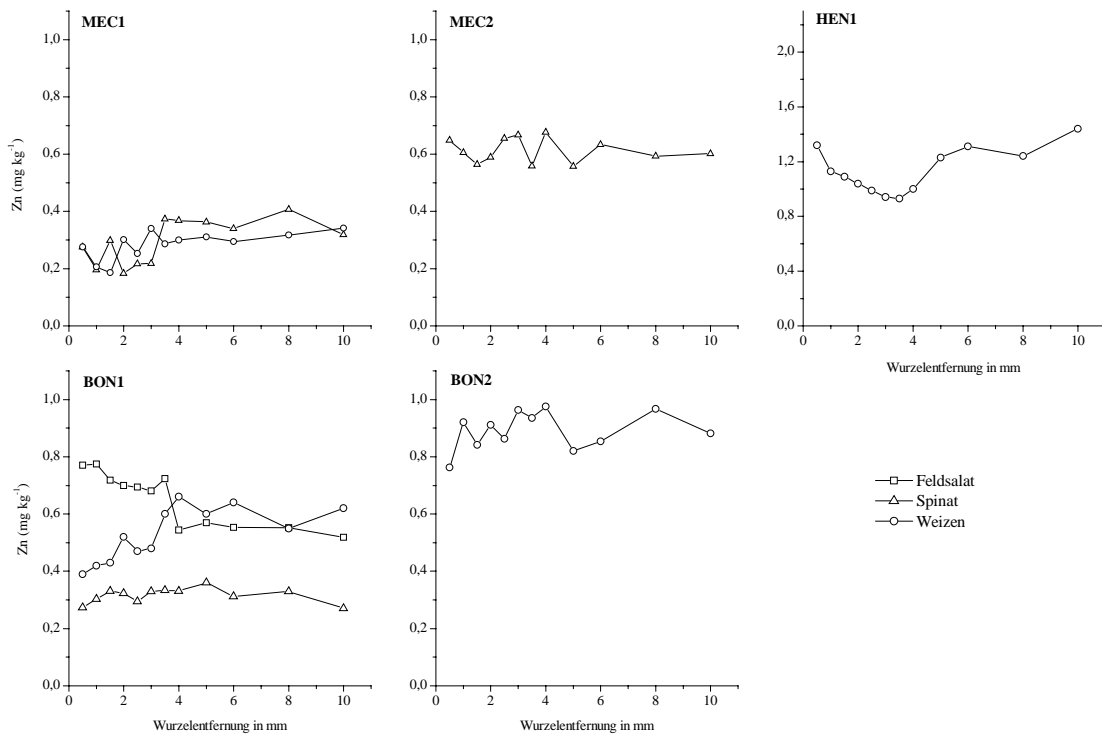 MEC1
1,0
0,8
0,6
0,4
0,2
0,0
Zn (mg kg⁻¹)
0 2 4 6 8 10
MEC2
1,0
0,8
0,6
0,4
0,2
0,0
0 2 4 6 8 10
HEN1
2,0
1,6
1,2
0,8
0,4
0,0
0 2 4 6 8 10
Wurzelentfernung in mm
BON1
1,0
0,8
0,6
0,4
0,2
0,0
Zn (mg kg⁻¹)
0 2 4 6 8 10
Wurzelentfernung in mm
BON2
1,0
0,8
0,6
0,4
0,2
0,0
0 2 4 6 8 10
Wurzelentfernung in mm
Feldsalat
Spinat
Weizen